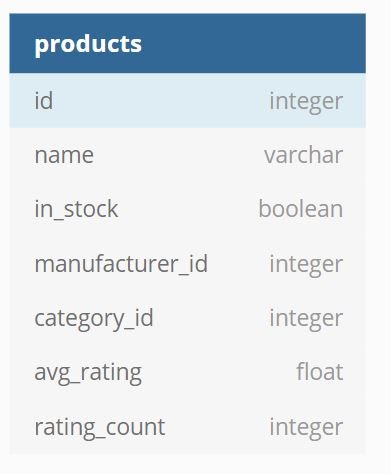 products
id integer
name varchar
in_stock boolean
manufacturer_id integer
category_id integer
avg_rating float
rating_count integer